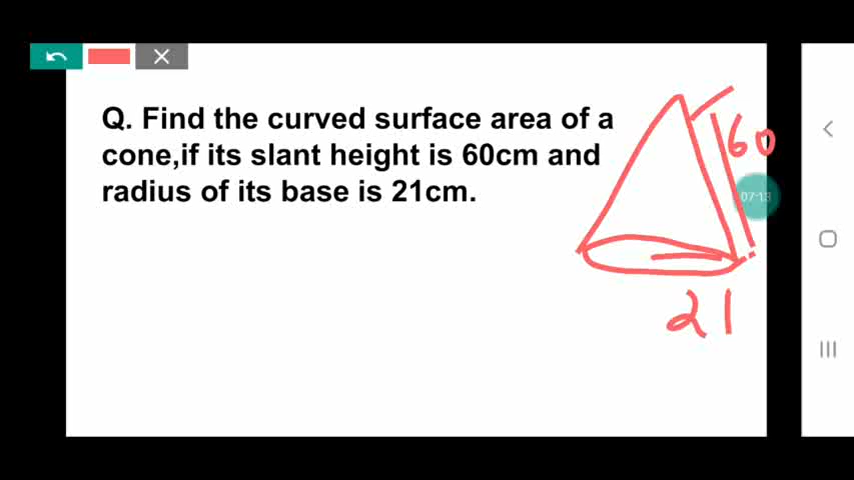 Q. Find the curved surface area of a
cone,if its slant height is 60cm and
radius of its base is 21cm.
60
07:13
21